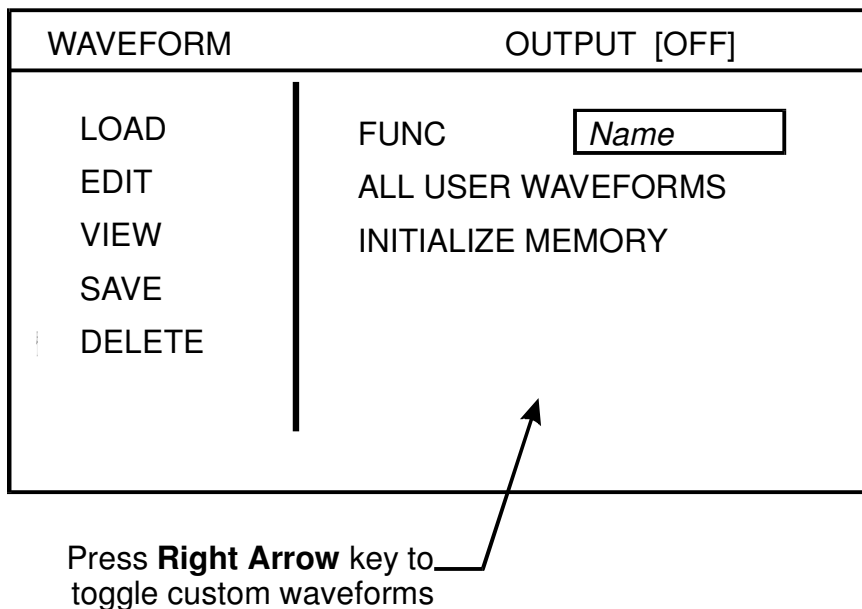 WAVEFORM OUTPUT [OFF]
LOAD
EDIT
VIEW
SAVE
DELETE
FUNC Name
ALL USER WAVEFORMS
INITIALIZE MEMORY
Press Right Arrow key to
toggle custom waveforms